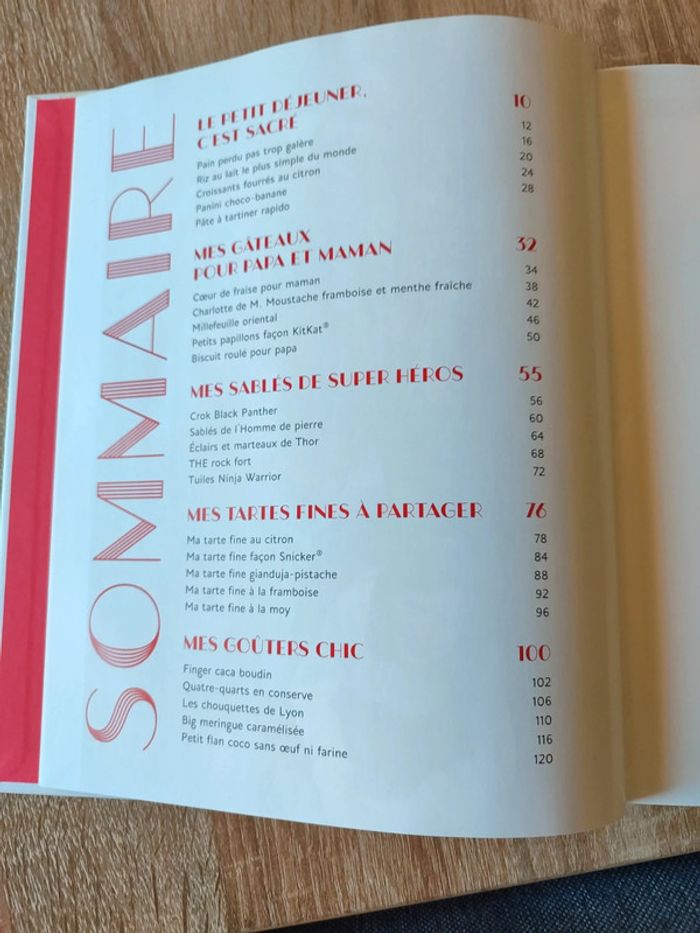 SOMMAIRE
LE PETIT DÉJEUNER, 10
C'EST SACRÉ
Pain perdu pas trop galère 12
Riz au lait le plus simple du monde 16
Croissants fourrés au citron 20
Panini choco-banane 24
Pâte à tartiner rapido 28
MES GÂTEAUX
POUR PAPA ET MAMAN 32
Cœur de fraise pour maman 34
Charlotte de M. Moustache framboise et menthe fraîche 38
Millefeuille oriental 42
Petits papillons façon KitKat® 46
Biscuit roulé pour papa 50
MES SABLÉS DE SUPER HÉROS 55
Crok Black Panther 56
Sablés de l'Homme de pierre 60
Éclairs et marteaux de Thor 64
THE rock fort 68
Tuiles Ninja Warrior 72
MES TARTES FINES À PARTAGER 76
Ma tarte fine au citron 78
Ma tarte fine façon Snicker® 84
Ma tarte fine gianduja-pistache 88
Ma tarte fine à la framboise 92
Ma tarte fine à la moy 96
MES GOÛTERS CHIC 100
Finger caca boudin 102
Quatre-quarts en conserve 106
Les chouquettes de Lyon 110
Big meringue caramélisée 116
Petit flan coco sans œuf ni farine 120